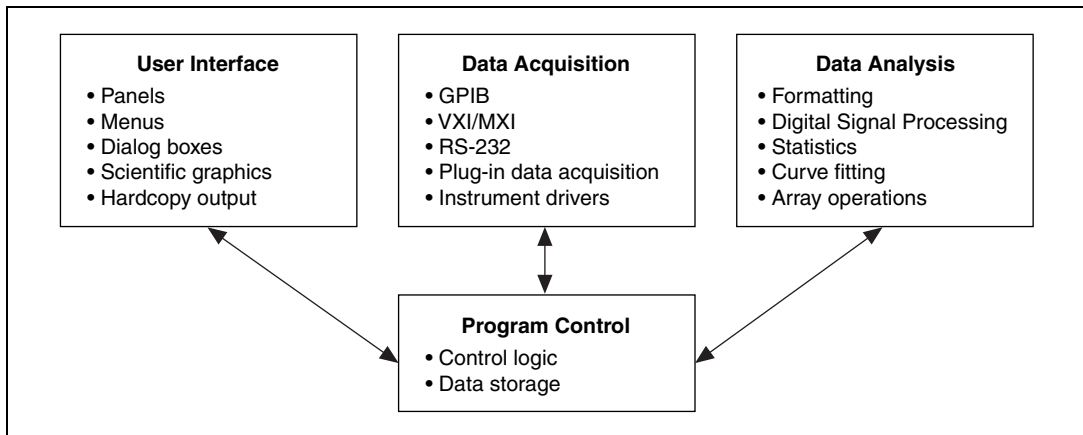 User Interface
• Panels
• Menus
• Dialog boxes
• Scientific graphics
• Hardcopy output
Data Acquisition
• GPIB
• VXI/MXI
• RS-232
• Plug-in data acquisition
• Instrument drivers
Data Analysis
• Formatting
• Digital Signal Processing
• Statistics
• Curve fitting
• Array operations
Program Control
• Control logic
• Data storage